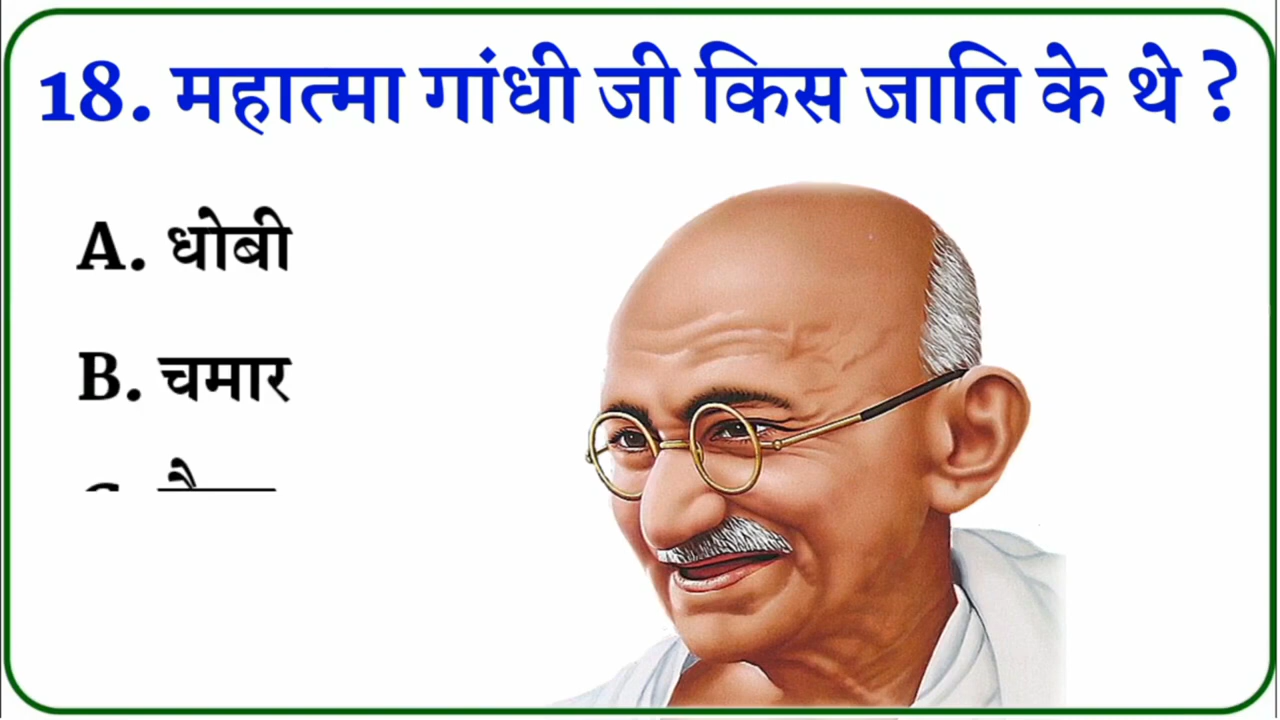 18. महात्मा गांधी जी किस जाति के थे ?
A. धोबी
B. चमार